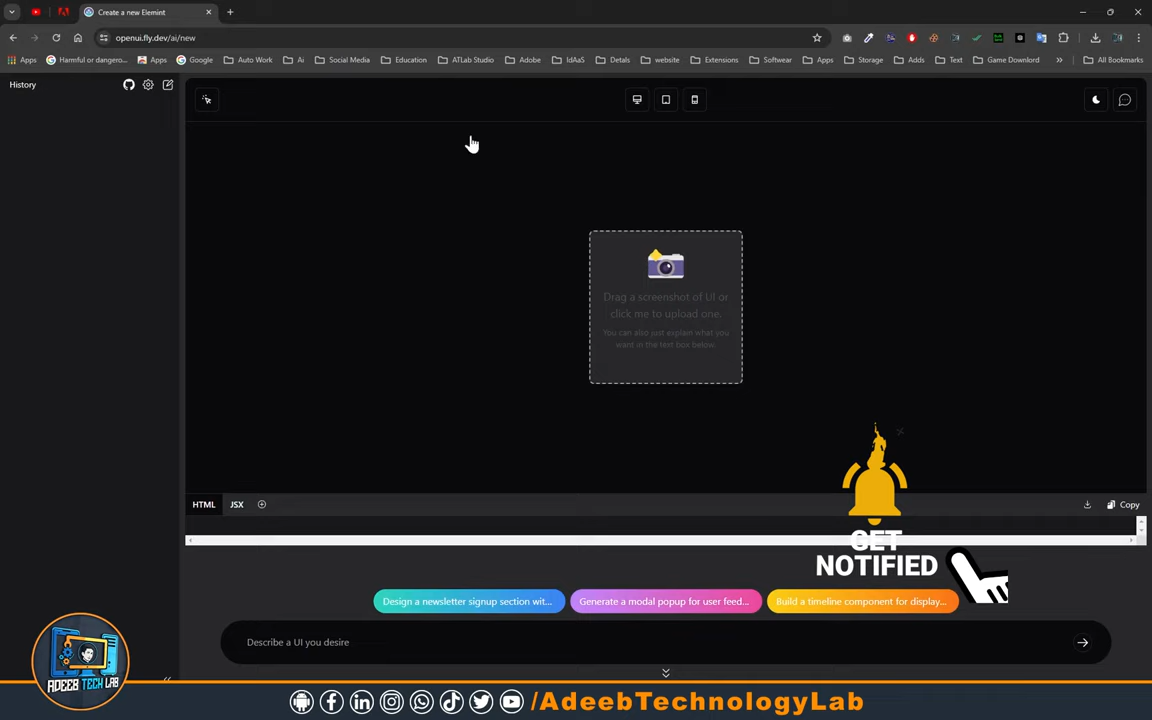 Create a new Elemint
openui.fly.dev/ai/new
Apps
Harmful or dangero...
Apps
Google
Auto Work
Ai
Social Media
Education
ATLab Studio
Adobe
IdAaS
Detals
website
Extensions
Softwear
Apps
Storage
Adds
Text
Game Downlord
All Bookmarks
History
Drag a screenshot of UI or
click me to upload one.
You can also just explain what you
want in the text box below.
HTML
JSX
Copy
GET
NOTIFIED
Design a newsletter signup section wit...
Generate a modal popup for user feed...
Build a timeline component for display...
Describe a UI you desire
ADEEB TECH LAB
/AdeebTechnologyLab